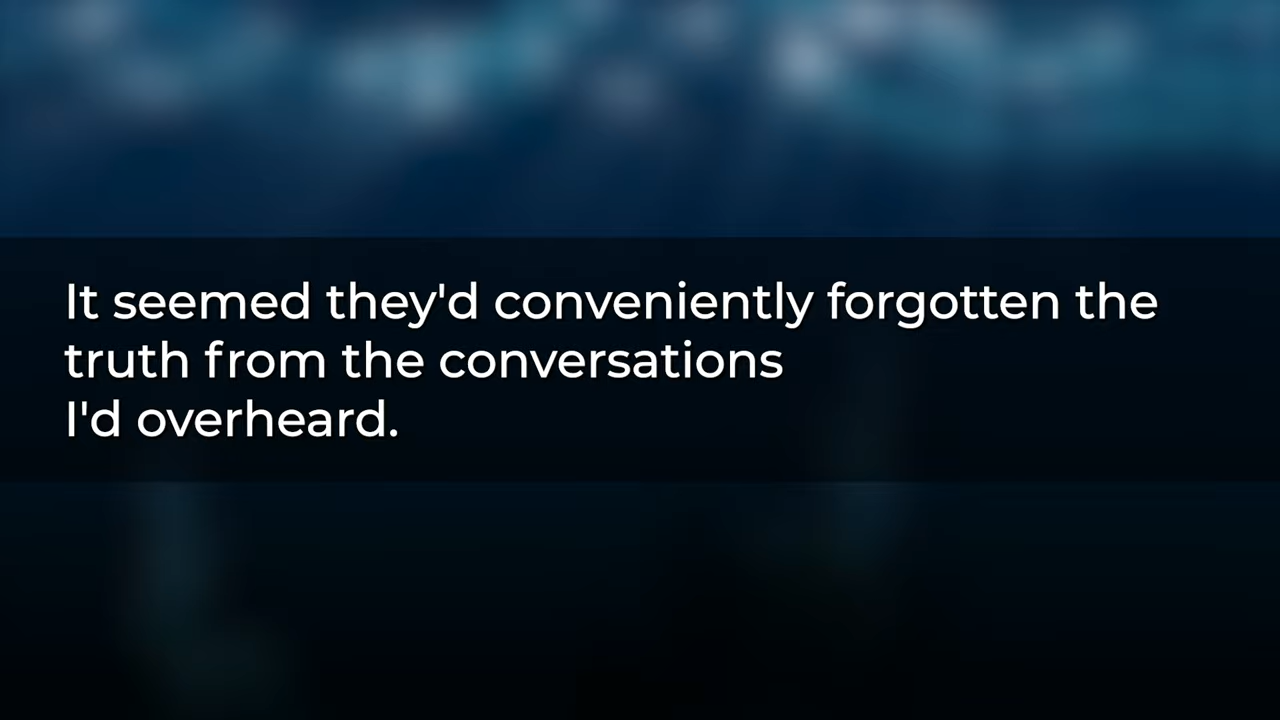 It seemed they'd conveniently forgotten the
truth from the conversations
I'd overheard.